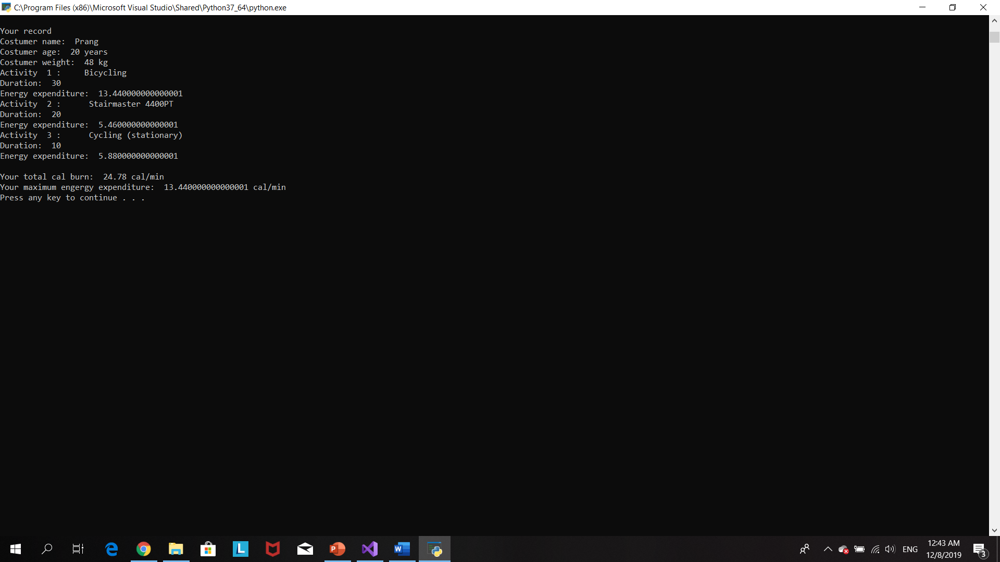 C:\Program Files (x86)\Microsoft Visual Studio\Shared\Python37_64\python.exe
Your record
Costumer name:  Prang
Costumer age:  20 years
Costumer weight:  48 kg
Activity  1 :     Bicycling
Duration:  30
Energy expenditure:  13.440000000000001
Activity  2 :      Stairmaster 4400PT
Duration:  20
Energy expenditure:  5.460000000000001
Activity  3 :      Cycling (stationary)
Duration:  10
Energy expenditure:  5.880000000000001
Your total cal burn:  24.78 cal/min
Your maximum engergy expenditure:  13.440000000000001 cal/min
Press any key to continue . . .
L
P
W
ENG
12:43 AM
12/8/2019
3